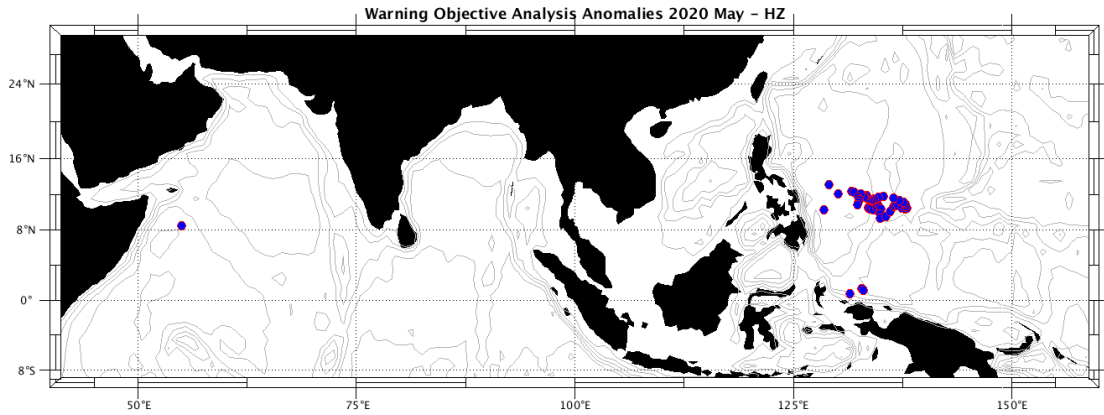 Warning Objective Analysis Anomalies 2020 May – HZ
24°N
16°N
8°N
0°
8°S
50°E 75°E 100°E 125°E 150°E